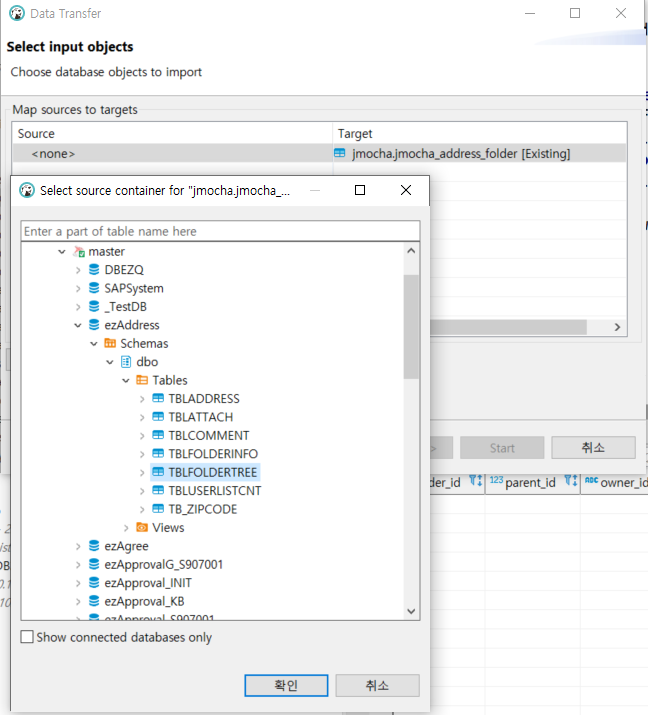 Data Transfer
Select input objects
Choose database objects to import
Map sources to targets
Source Target
<none> jmocha.jmocha_address_folder [Existing]
Select source container for "jmocha.jmocha_...
Enter a part of table name here
master
DBEZQ
SAPSystem
_TestDB
ezAddress
Schemas
dbo
Tables
TBLADDRESS
TBLATTACH
TBLCOMMENT
TBLFOLDERINFO
TBLFOLDERTREE
TBLUSERLISTCNT
TB_ZIPCODE
Views
ezAgree
ezApprovalG_S907001
ezApproval_INIT
ezApproval_KB
ezApproval_S907001
Show connected databases only
확인 취소
> Start 취소
der_id 123 parent_id ABC owner_id